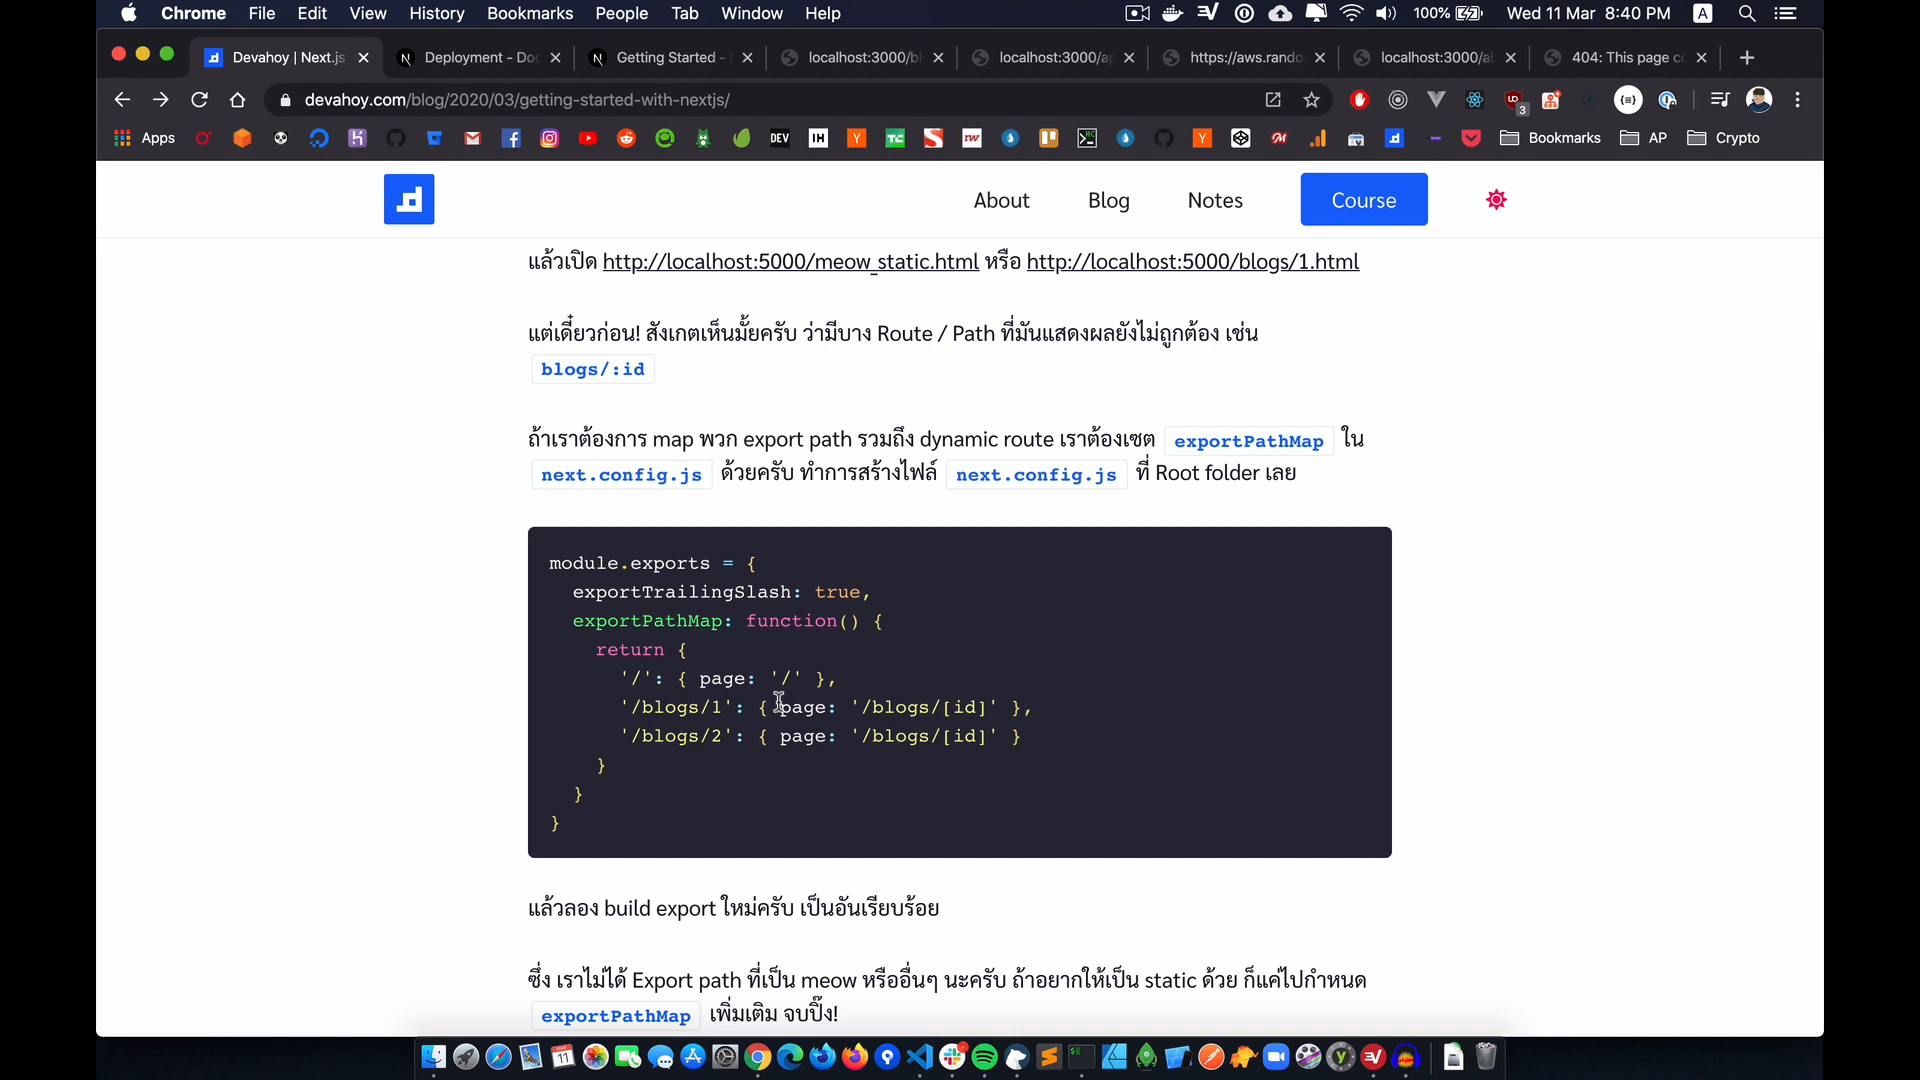 Chrome File Edit View History Bookmarks People Tab Window Help 100% Wed 11 Mar 8:40 PM A
Devahoy | Next.js Deployment - Doc Getting Started - localhost:3000/bl localhost:3000/ap https://aws.rando localhost:3000/ab 404: This page co
devahoy.com/blog/2020/03/getting-started-with-nextjs/
Apps DEV IH Bookmarks AP Crypto
About Blog Notes Course
แล้วเปิด http://localhost:5000/meow_static.html หรือ http://localhost:5000/blogs/1.html
แต่เดี๋ยวก่อน! สังเกตเห็นมั้ยครับ ว่ามีบาง Route / Path ที่มันแสดงผลยังไม่ถูกต้อง เช่น
blogs/:id
ถ้าเราต้องการ map พวก export path รวมถึง dynamic route เราต้องเซต exportPathMap ใน
next.config.js ด้วยครับ ทำการสร้างไฟล์ next.config.js ที่ Root folder เลย
module.exports = {
exportTrailingSlash: true,
exportPathMap: function() {
return {
'/': { page: '/' },
'/blogs/1': { page: '/blogs/[id]' },
'/blogs/2': { page: '/blogs/[id]' }
}
}
}
แล้วลอง build export ใหม่ครับ เป็นอันเรียบร้อย
ซึ่ง เราไม่ได้ Export path ที่เป็น meow หรืออื่นๆ นะครับ ถ้าอยากให้เป็น static ด้วย ก็แค่ไปกำหนด
exportPathMap เพิ่มเติม จบปิ๊ง!